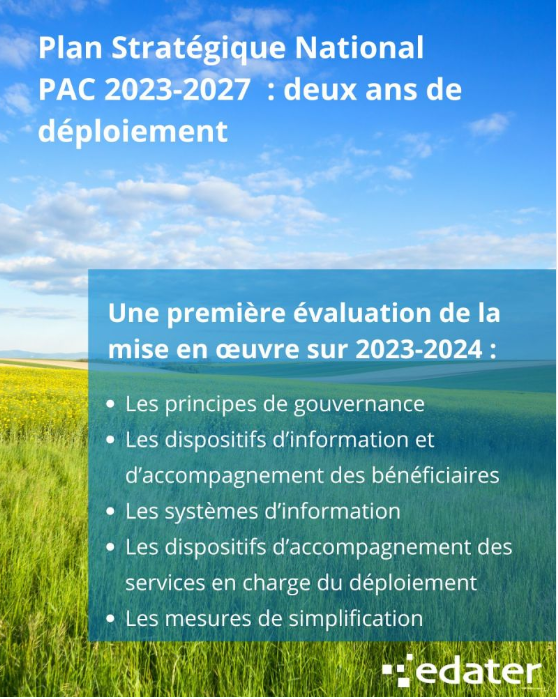 Plan Stratégique National
PAC 2023-2027 : deux ans de
déploiement
Une première évaluation de la
mise en œuvre sur 2023-2024 :
• Les principes de gouvernance
• Les dispositifs d'information et
d'accompagnement des bénéficiaires
• Les systèmes d'information
• Les dispositifs d'accompagnement des
services en charge du déploiement
• Les mesures de simplification
edater